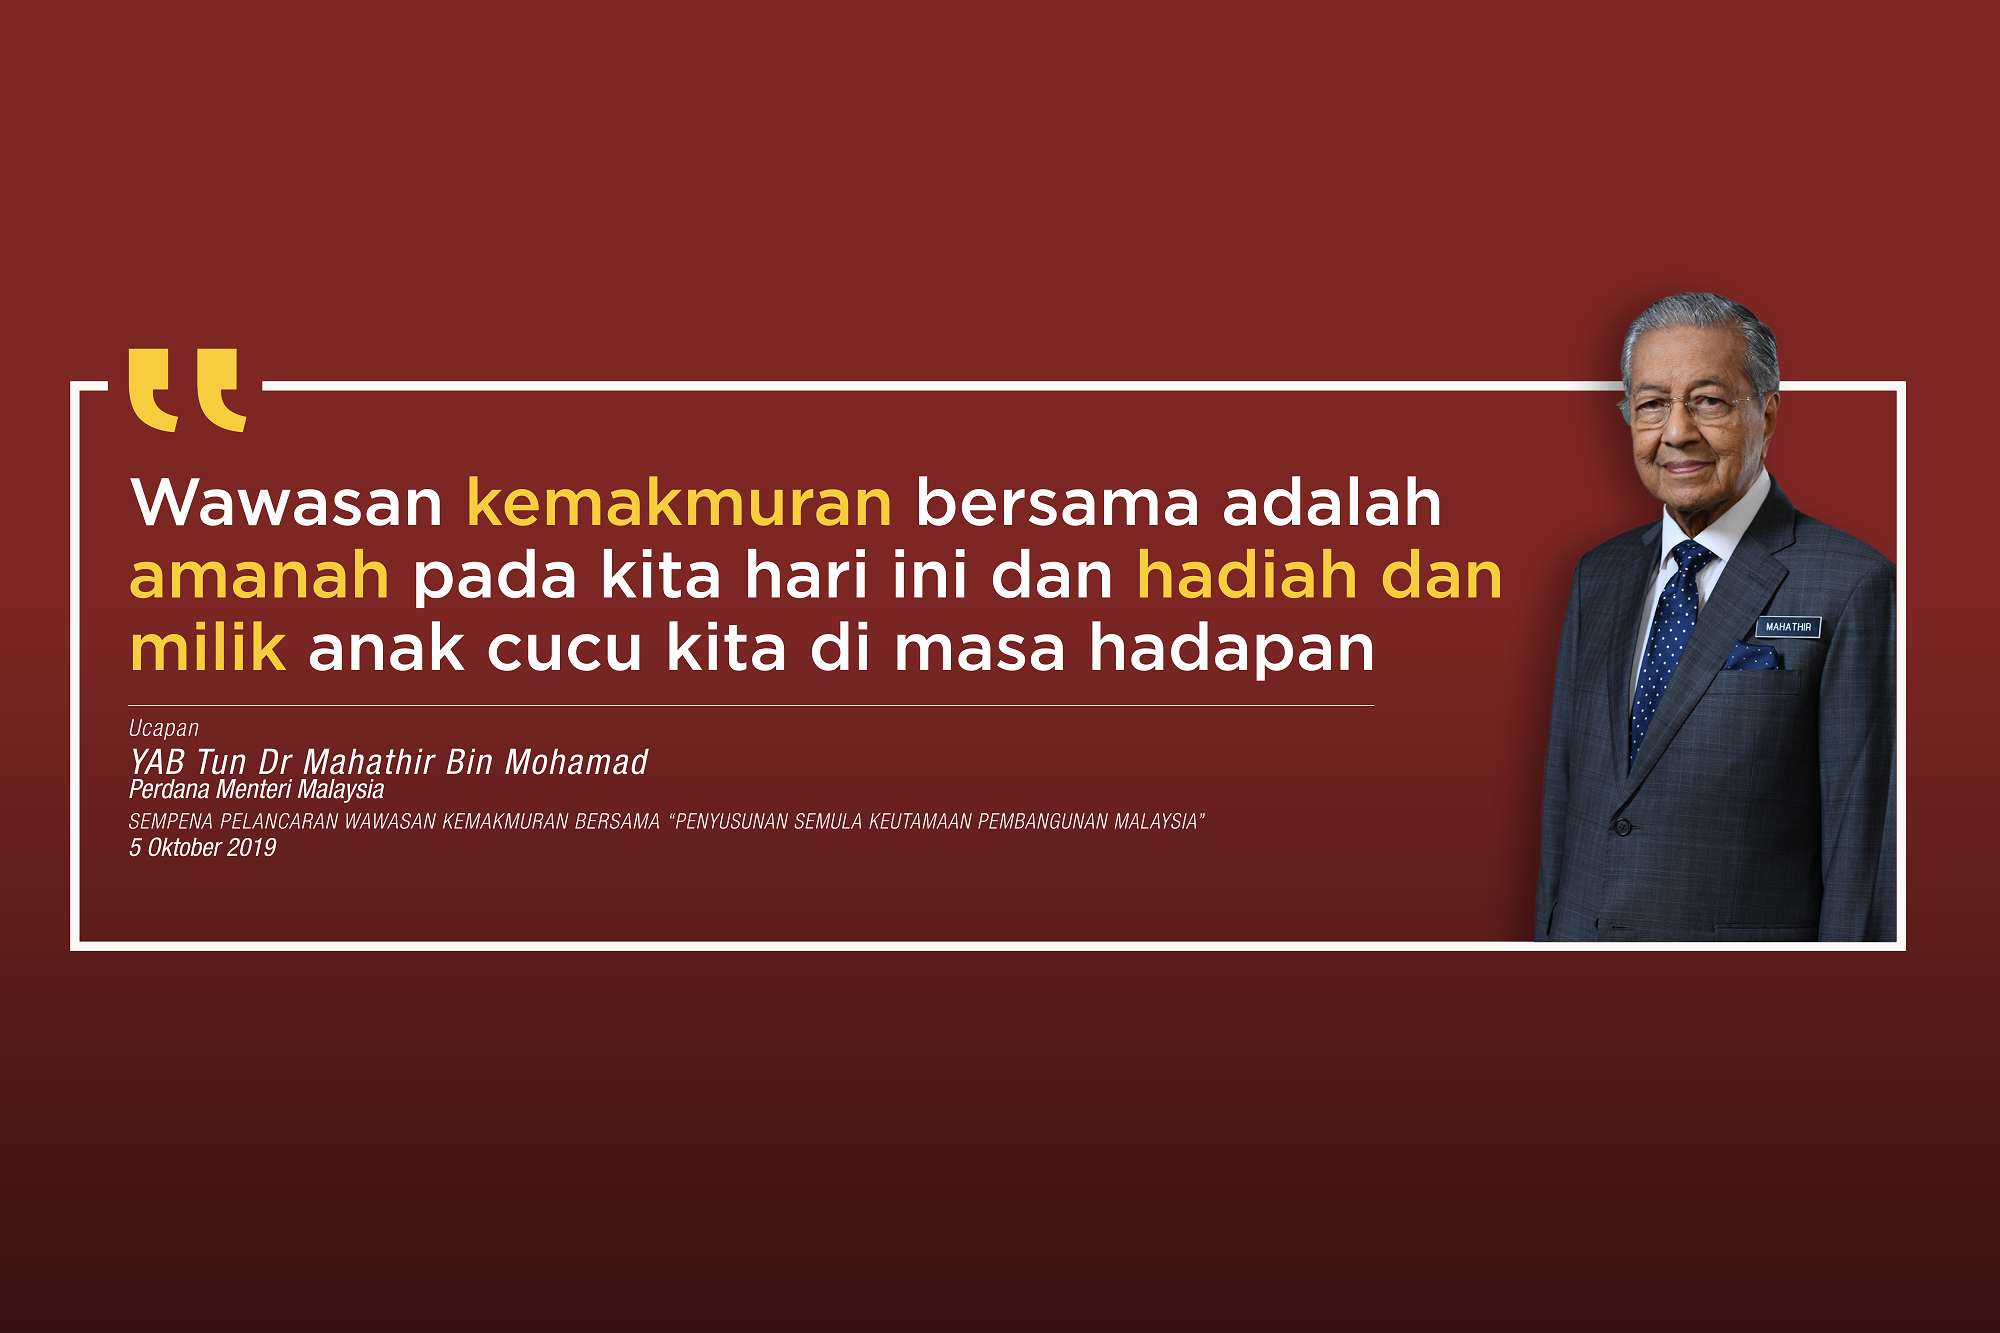 Wawasan kemakmuran bersama adalah
amanah pada kita hari ini dan hadiah dan
milik anak cucu kita di masa hadapan
Ucapan
YAB Tun Dr Mahathir Bin Mohamad
Perdana Menteri Malaysia
SEMPENA PELANCARAN WAWASAN KEMAKMURAN BERSAMA “PENYUSUNAN SEMULA KEUTAMAAN PEMBANGUNAN MALAYSIA”
5 Oktober 2019
MAHATHIR